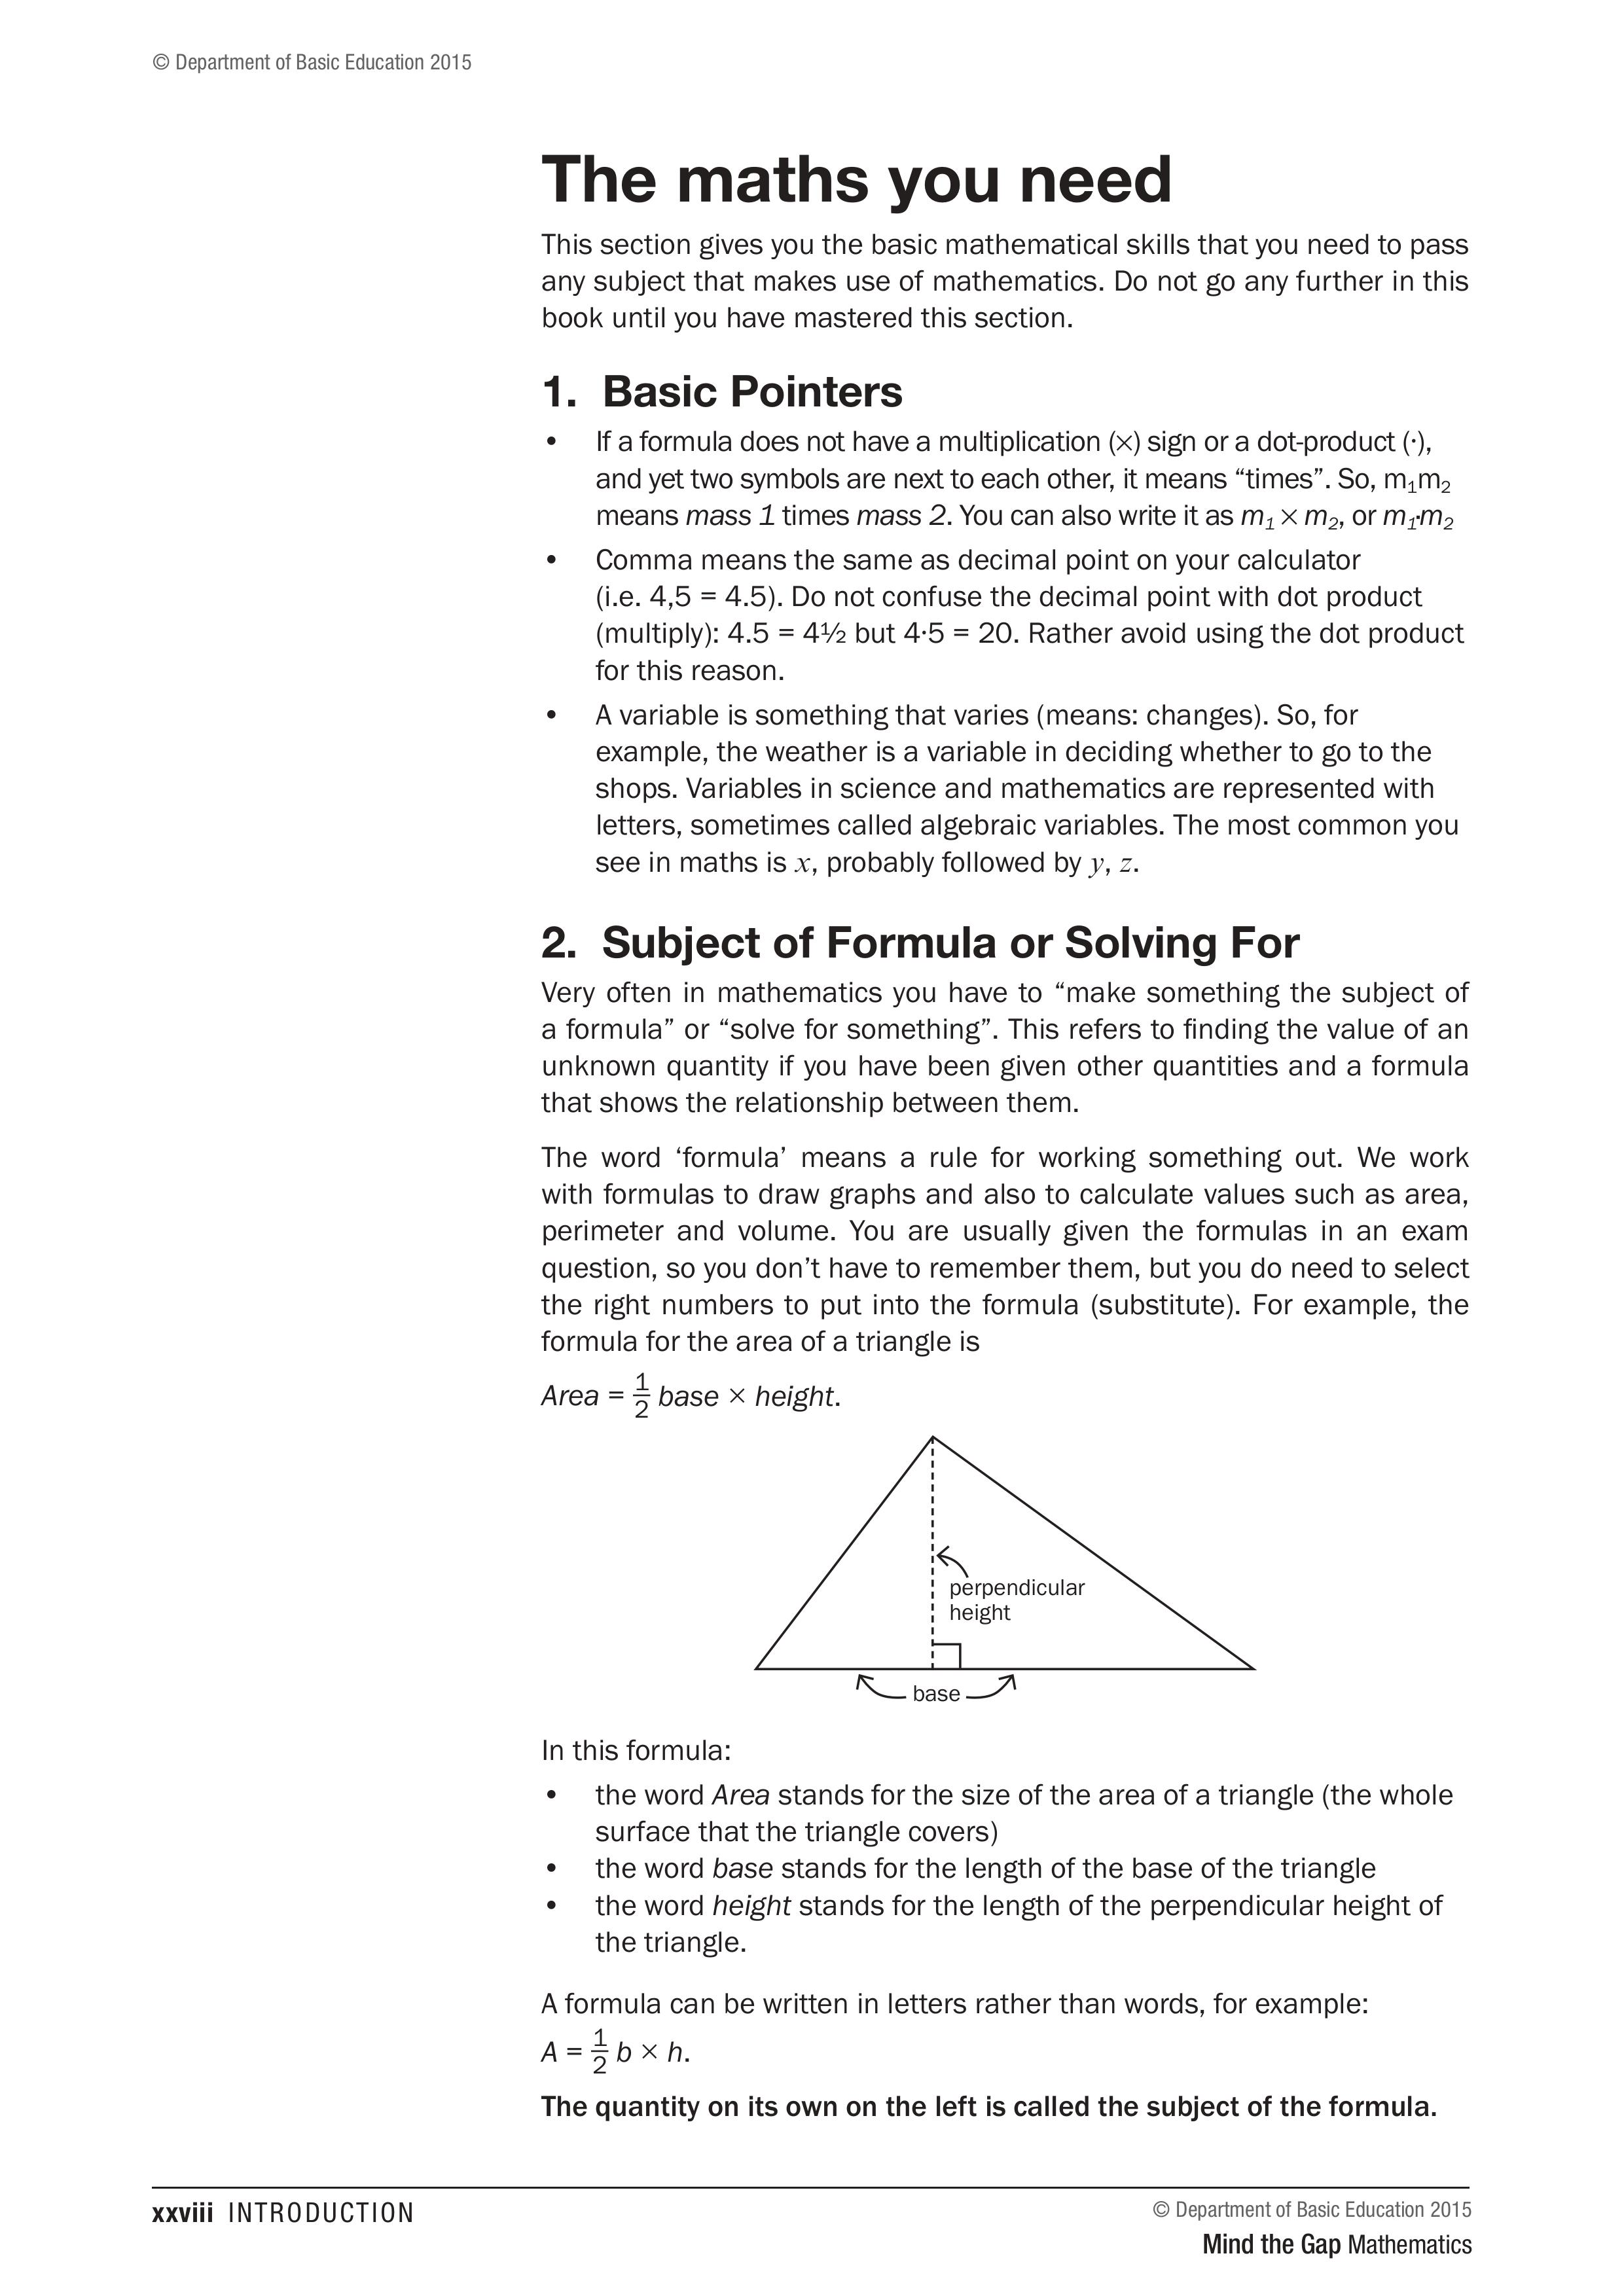 © Department of Basic Education 2015
The maths you need
This section gives you the basic mathematical skills that you need to pass
any subject that makes use of mathematics. Do not go any further in this
book until you have mastered this section.
1. Basic Pointers
• If a formula does not have a multiplication (×) sign or a dot-product (·),
and yet two symbols are next to each other, it means “times”. So, m₁m₂
means mass 1 times mass 2. You can also write it as m₁ × m₂, or m₁·m₂
• Comma means the same as decimal point on your calculator
(i.e. 4,5 = 4.5). Do not confuse the decimal point with dot product
(multiply): 4.5 = 4½ but 4·5 = 20. Rather avoid using the dot product
for this reason.
• A variable is something that varies (means: changes). So, for
example, the weather is a variable in deciding whether to go to the
shops. Variables in science and mathematics are represented with
letters, sometimes called algebraic variables. The most common you
see in maths is x, probably followed by y, z.
2. Subject of Formula or Solving For
Very often in mathematics you have to “make something the subject of
a formula” or “solve for something”. This refers to finding the value of an
unknown quantity if you have been given other quantities and a formula
that shows the relationship between them.
The word ‘formula’ means a rule for working something out. We work
with formulas to draw graphs and also to calculate values such as area,
perimeter and volume. You are usually given the formulas in an exam
question, so you don’t have to remember them, but you do need to select
the right numbers to put into the formula (substitute). For example, the
formula for the area of a triangle is
Area = 1/2 base × height.
perpendicular
height
base
In this formula:
• the word Area stands for the size of the area of a triangle (the whole
surface that the triangle covers)
• the word base stands for the length of the base of the triangle
• the word height stands for the length of the perpendicular height of
the triangle.
A formula can be written in letters rather than words, for example:
A = 1/2 b × h.
The quantity on its own on the left is called the subject of the formula.
xxviii INTRODUCTION
© Department of Basic Education 2015
Mind the Gap Mathematics